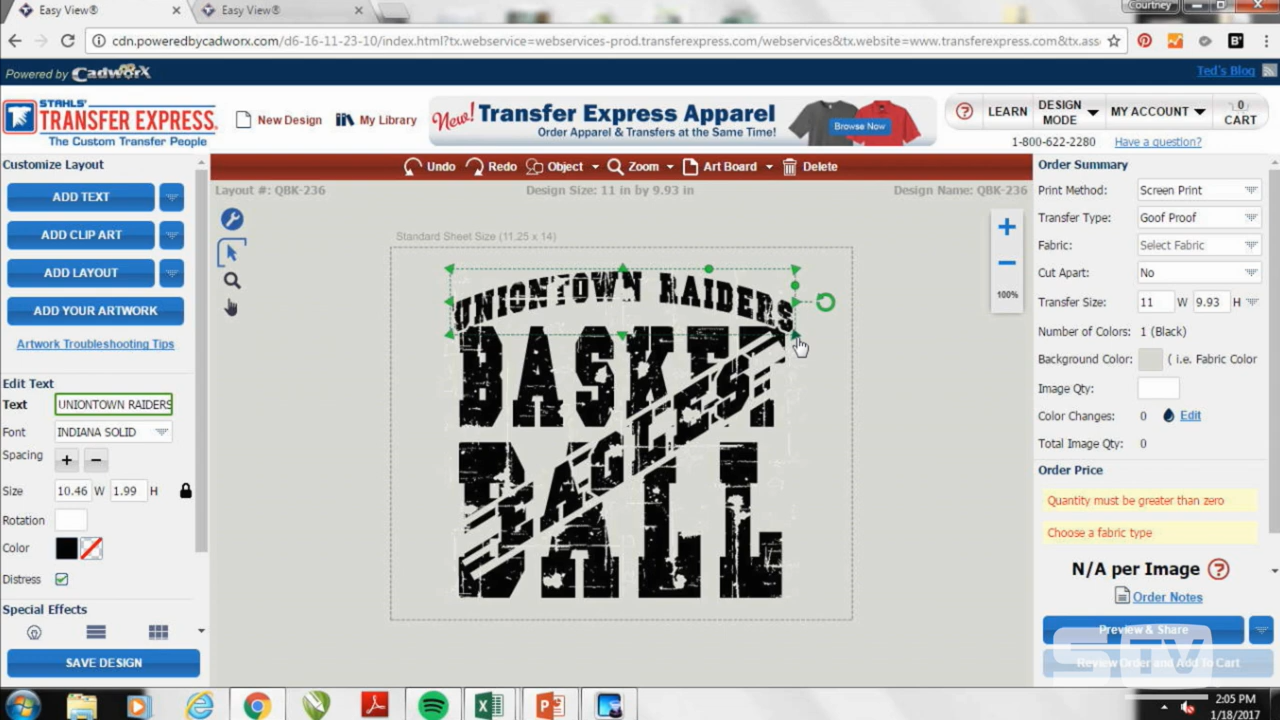 Easy View®
Easy View®
Courtney
cdn.poweredbycadworx.com/d6-16-11-23-10/index.html?tx.webservice=webservices-prod.transferexpress.com/webservices&tx.website=www.transferexpress.com&tx.ass
Powered by CadworX
Ted's Blog
STAHLS'
TRANSFER EXPRESS.
The Custom Transfer People
New Design
My Library
New! Transfer Express Apparel
Order Apparel & Transfers at the Same Time!
Browse Now
LEARN
DESIGN MODE
MY ACCOUNT
0 CART
1-800-622-2280
Have a question?
Customize Layout
ADD TEXT
ADD CLIP ART
ADD LAYOUT
ADD YOUR ARTWORK
Artwork Troubleshooting Tips
Edit Text
Text UNIONTOWN RAIDERS
Font INDIANA SOLID
Spacing + −
Size 10.46 W 1.99 H
Rotation
Color
Distress
Special Effects
SAVE DESIGN
Undo Redo Object Zoom Art Board Delete
Layout #: QBK-236 Design Size: 11 in by 9.93 in Design Name: QBK-236
Standard Sheet Size (11.25 x 14)
100%
UNIONTOWN RAIDERS
BASKET
EAGLES
BALL
Order Summary
Print Method: Screen Print
Transfer Type: Goof Proof
Fabric: Select Fabric
Cut Apart: No
Transfer Size: 11 W 9.93 H
Number of Colors: 1 (Black)
Background Color: ( i.e. Fabric Color
Image Qty:
Color Changes: 0 Edit
Total Image Qty: 0
Order Price
Quantity must be greater than zero
Choose a fabric type
N/A per Image
Order Notes
Preview & Share
Review Order and Add To Cart
STV
2:05 PM
1/18/2017